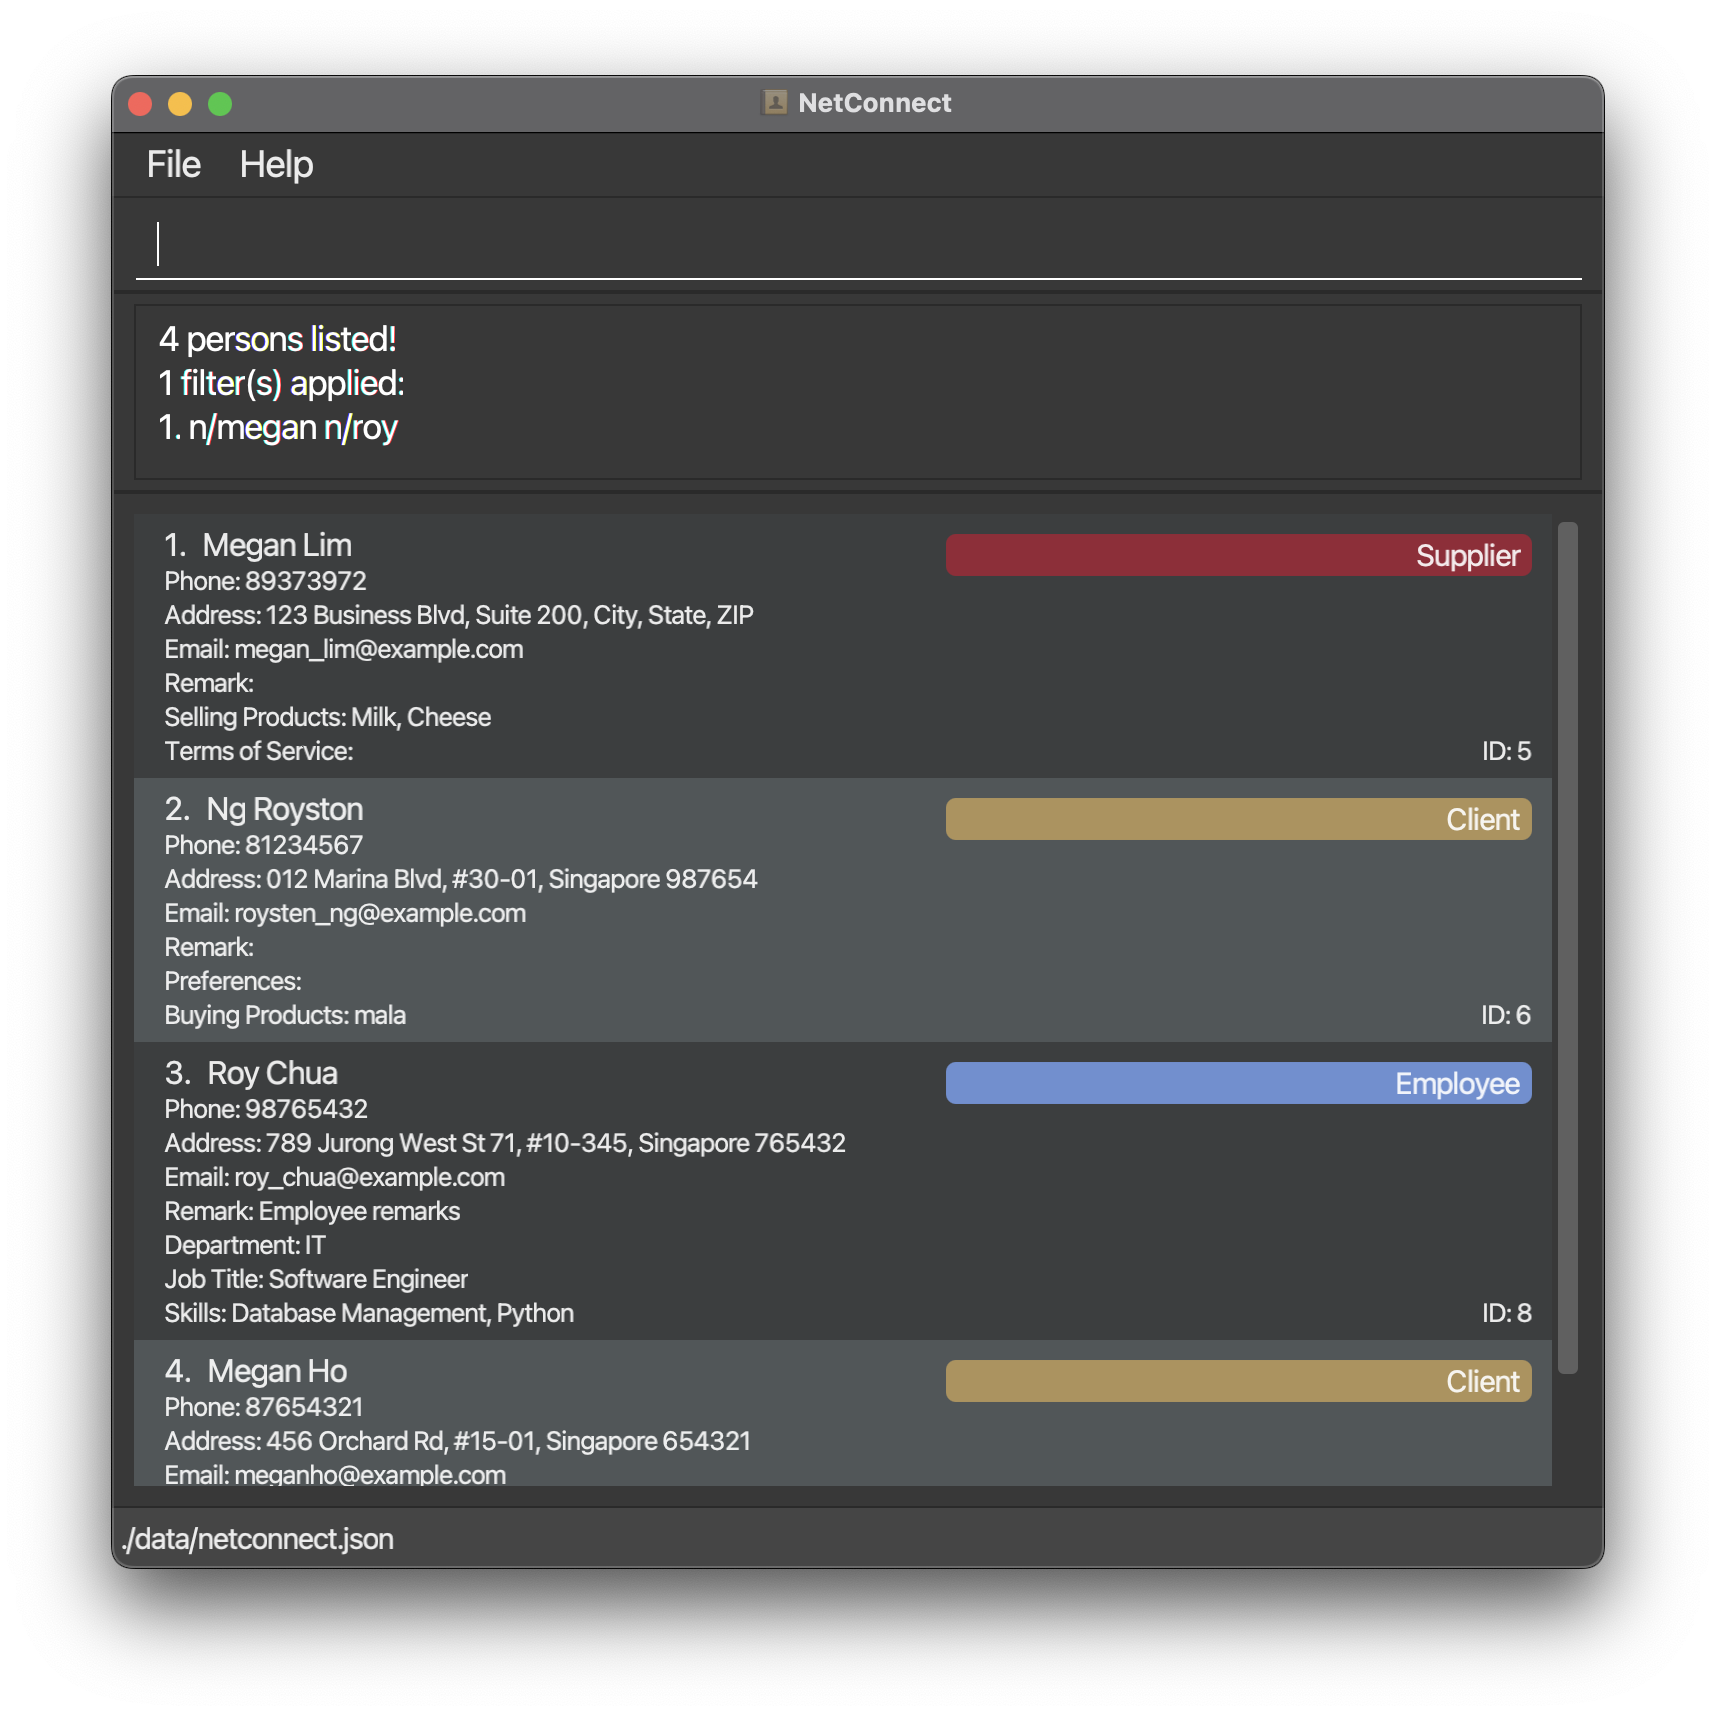 NetConnect
File Help
4 persons listed!
1 filter(s) applied:
1. n/megan n/roy
1. Megan Lim
Supplier
Phone: 89373972
Address: 123 Business Blvd, Suite 200, City, State, ZIP
Email: megan_lim@example.com
Remark:
Selling Products: Milk, Cheese
Terms of Service:
ID: 5
2. Ng Royston
Client
Phone: 81234567
Address: 012 Marina Blvd, #30-01, Singapore 987654
Email: roysten_ng@example.com
Remark:
Preferences:
Buying Products: mala
ID: 6
3. Roy Chua
Employee
Phone: 98765432
Address: 789 Jurong West St 71, #10-345, Singapore 765432
Email: roy_chua@example.com
Remark: Employee remarks
Department: IT
Job Title: Software Engineer
Skills: Database Management, Python
ID: 8
4. Megan Ho
Client
Phone: 87654321
Address: 456 Orchard Rd, #15-01, Singapore 654321
Email: meganho@example.com
./data/netconnect.json